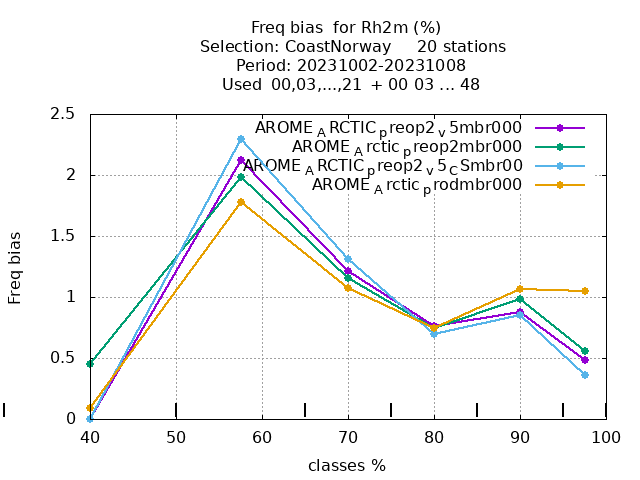 Freq bias  for Rh2m (%)
Selection: CoastNorway     20 stations
Period: 20231002-20231008
Used  00,03,...,21 + 00 03 ... 48
2.5
AROME_ARCTIC_preop2_v5mbr000
AROME_Arctic_preop2mbr000
AROME_ARCTIC_preop2_v5_CSmbr00
AROME_Arctic_prodmbr000
2
1.5
Freq bias
1
0.5
0
40 50 60 70 80 90 100
classes %